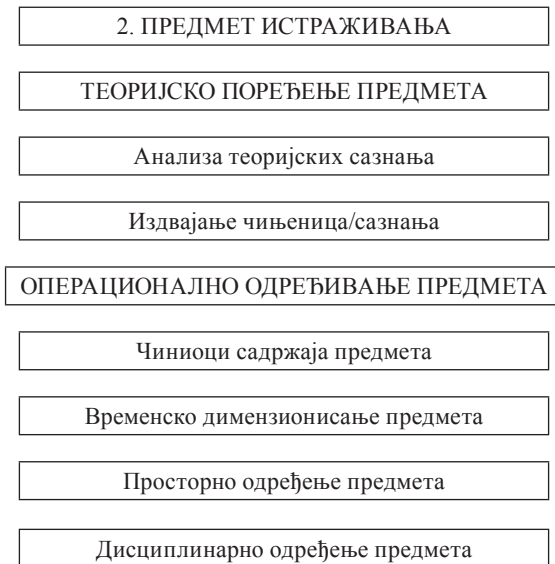 2. ПРЕДМЕТ ИСТРАЖИВАЊА
ТЕОРИЈСКО ПОРЕЂЕЊЕ ПРЕДМЕТА
Анализа теоријских сазнања
Издвајање чињеница/сазнања
ОПЕРАЦИОНАЛНО ОДРЕЂИВАЊЕ ПРЕДМЕТА
Чиниоци садржаја предмета
Временско димензионисање предмета
Просторно одређење предмета
Дисциплинарно одређење предмета